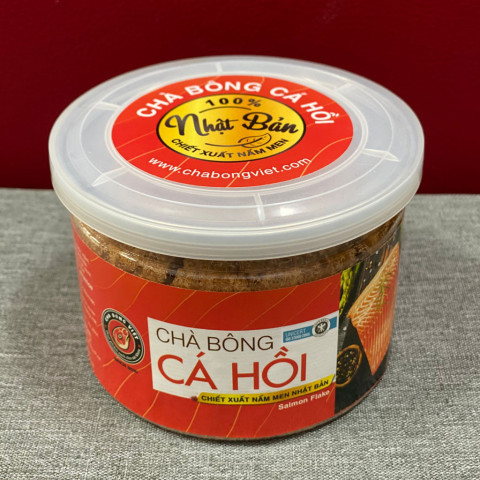 CHÀ BÔNG CÁ HỒI
100%
Nhật Bản
CHIẾT XUẤT NẤM MEN
www.chabongviet.com
CHÀ BÔNG
CÁ HỒI
CHIẾT XUẤT NẤM MEN NHẬT BẢN
Salmon Flake